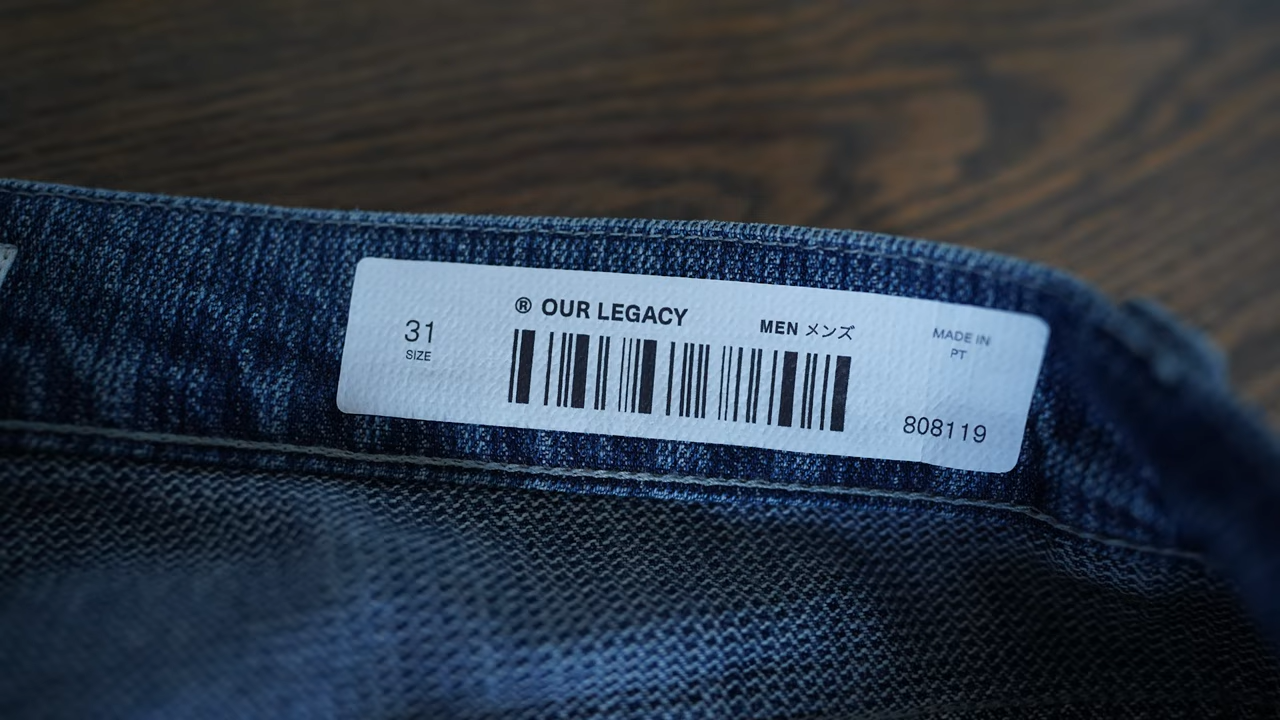 31
SIZE
® OUR LEGACY
MEN メンズ
MADE IN
PT
808119